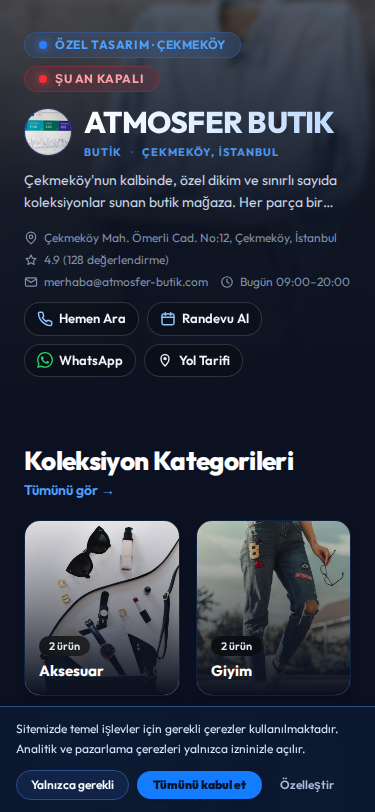 ÖZEL TASARIM · ÇEKMEKÖY
ŞU AN KAPALI
ATMOSFER BUTIK
BUTİK · ÇEKMEKÖY, İSTANBUL
Çekmeköy'nun kalbinde, özel dikim ve sınırlı sayıda
koleksiyonlar sunan butik mağaza. Her parça bir...
Çekmeköy Mah. Ömerli Cad. No:12, Çekmeköy, İstanbul
4.9 (128 değerlendirme)
merhaba@atmosfer-butik.com Bugün 09:00–20:00
Hemen Ara Randevu Al
WhatsApp Yol Tarifi
Koleksiyon Kategorileri
Tümünü gör →
2 ürün 2 ürün
Aksesuar Giyim
Sitemizde temel işlevler için gerekli çerezler kullanılmaktadır.
Analitik ve pazarlama çerezleri yalnızca izninizle açılır.
Yalnızca gerekli Tümünü kabul et Özelleştir